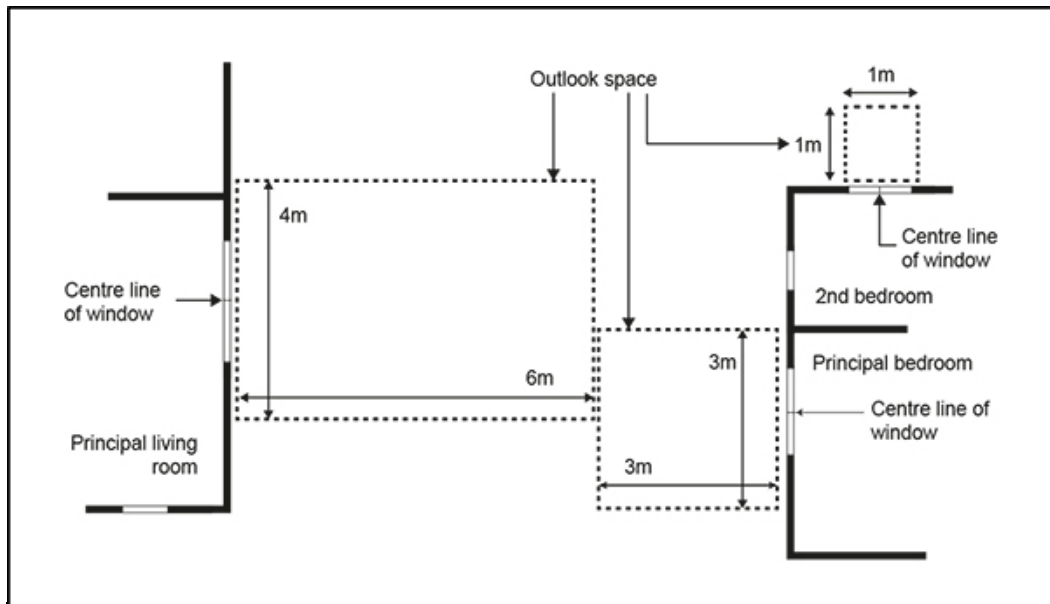 Outlook space
1m
1m
4m
Centre line
of window
Centre line
of window
2nd bedroom
Principal bedroom
3m
6m
Centre line of
window
Principal living
room
3m